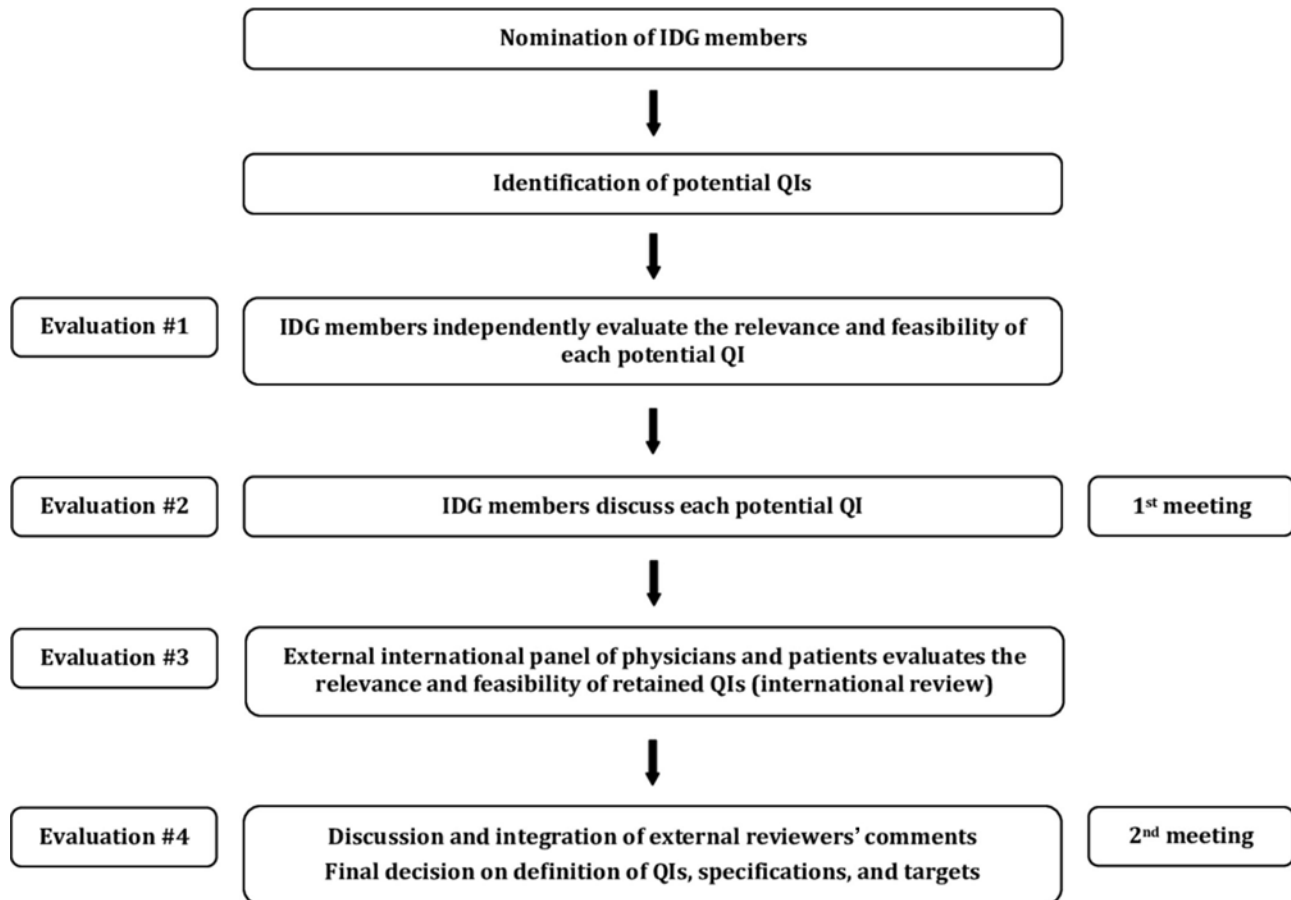 Nomination of IDG members
Identification of potential QIs
Evaluation #1
IDG members independently evaluate the relevance and feasibility of
each potential QI
Evaluation #2
IDG members discuss each potential QI
1st meeting
Evaluation #3
External international panel of physicians and patients evaluates the
relevance and feasibility of retained QIs (international review)
Evaluation #4
Discussion and integration of external reviewers’ comments
Final decision on definition of QIs, specifications, and targets
2nd meeting